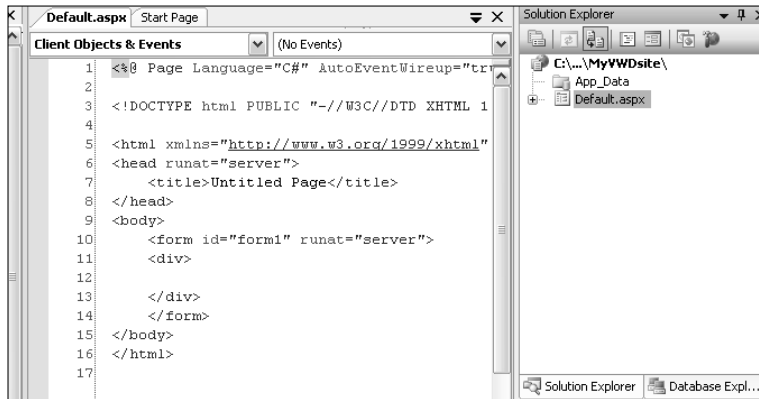 Default.aspx Start Page
Client Objects & Events (No Events)
1 <%@ Page Language="C#" AutoEventWireup="tr
2
3 <!DOCTYPE html PUBLIC "-//W3C//DTD XHTML 1
4
5 <html xmlns="http://www.w3.org/1999/xhtml"
6 <head runat="server">
7 <title>Untitled Page</title>
8 </head>
9 <body>
10 <form id="form1" runat="server">
11 <div>
12
13 </div>
14 </form>
15 </body>
16 </html>
17
Solution Explorer
C:\...\MyVWDsite\
App_Data
Default.aspx
Solution Explorer Database Expl...